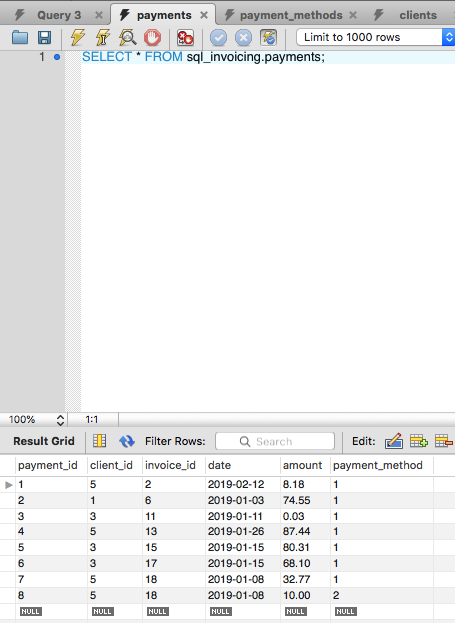 Query 3 payments payment_methods clients
Limit to 1000 rows
1 SELECT * FROM sql_invoicing.payments;
100% 1:1
Result Grid Filter Rows: Search Edit:
payment_id client_id invoice_id date amount payment_method
1 5 2 2019-02-12 8.18 1
2 1 6 2019-01-03 74.55 1
3 3 11 2019-01-11 0.03 1
4 5 13 2019-01-26 87.44 1
5 3 15 2019-01-15 80.31 1
6 3 17 2019-01-15 68.10 1
7 5 18 2019-01-08 32.77 1
8 5 18 2019-01-08 10.00 2
NULL NULL NULL NULL NULL NULL